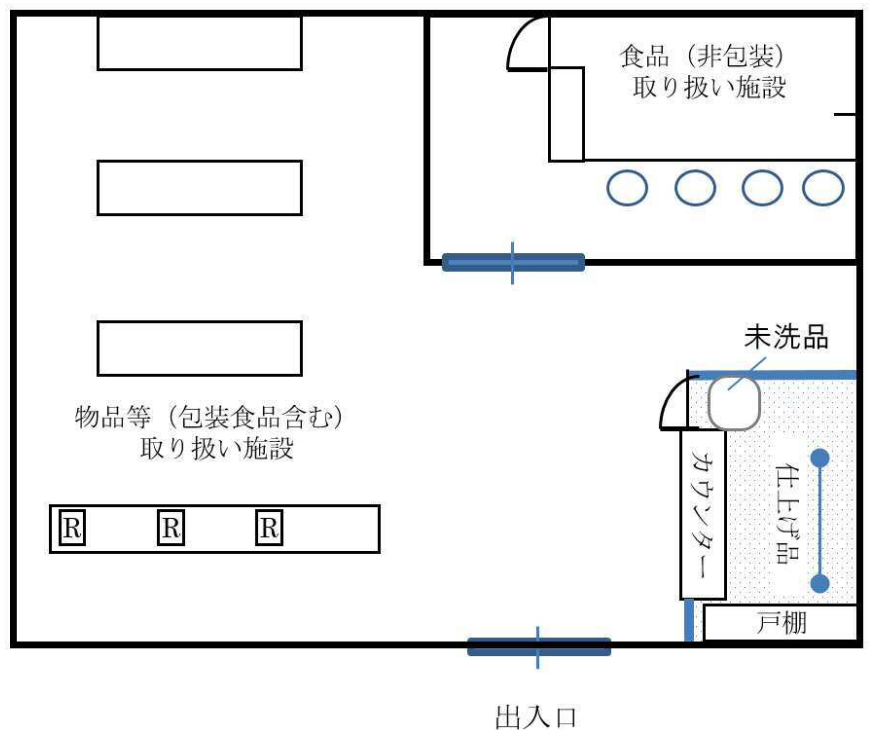 食品（非包装）
取り扱い施設
未洗品
物品等（包装食品含む）
取り扱い施設
カウンター
仕上げ品
R
R
R
戸棚
出入口